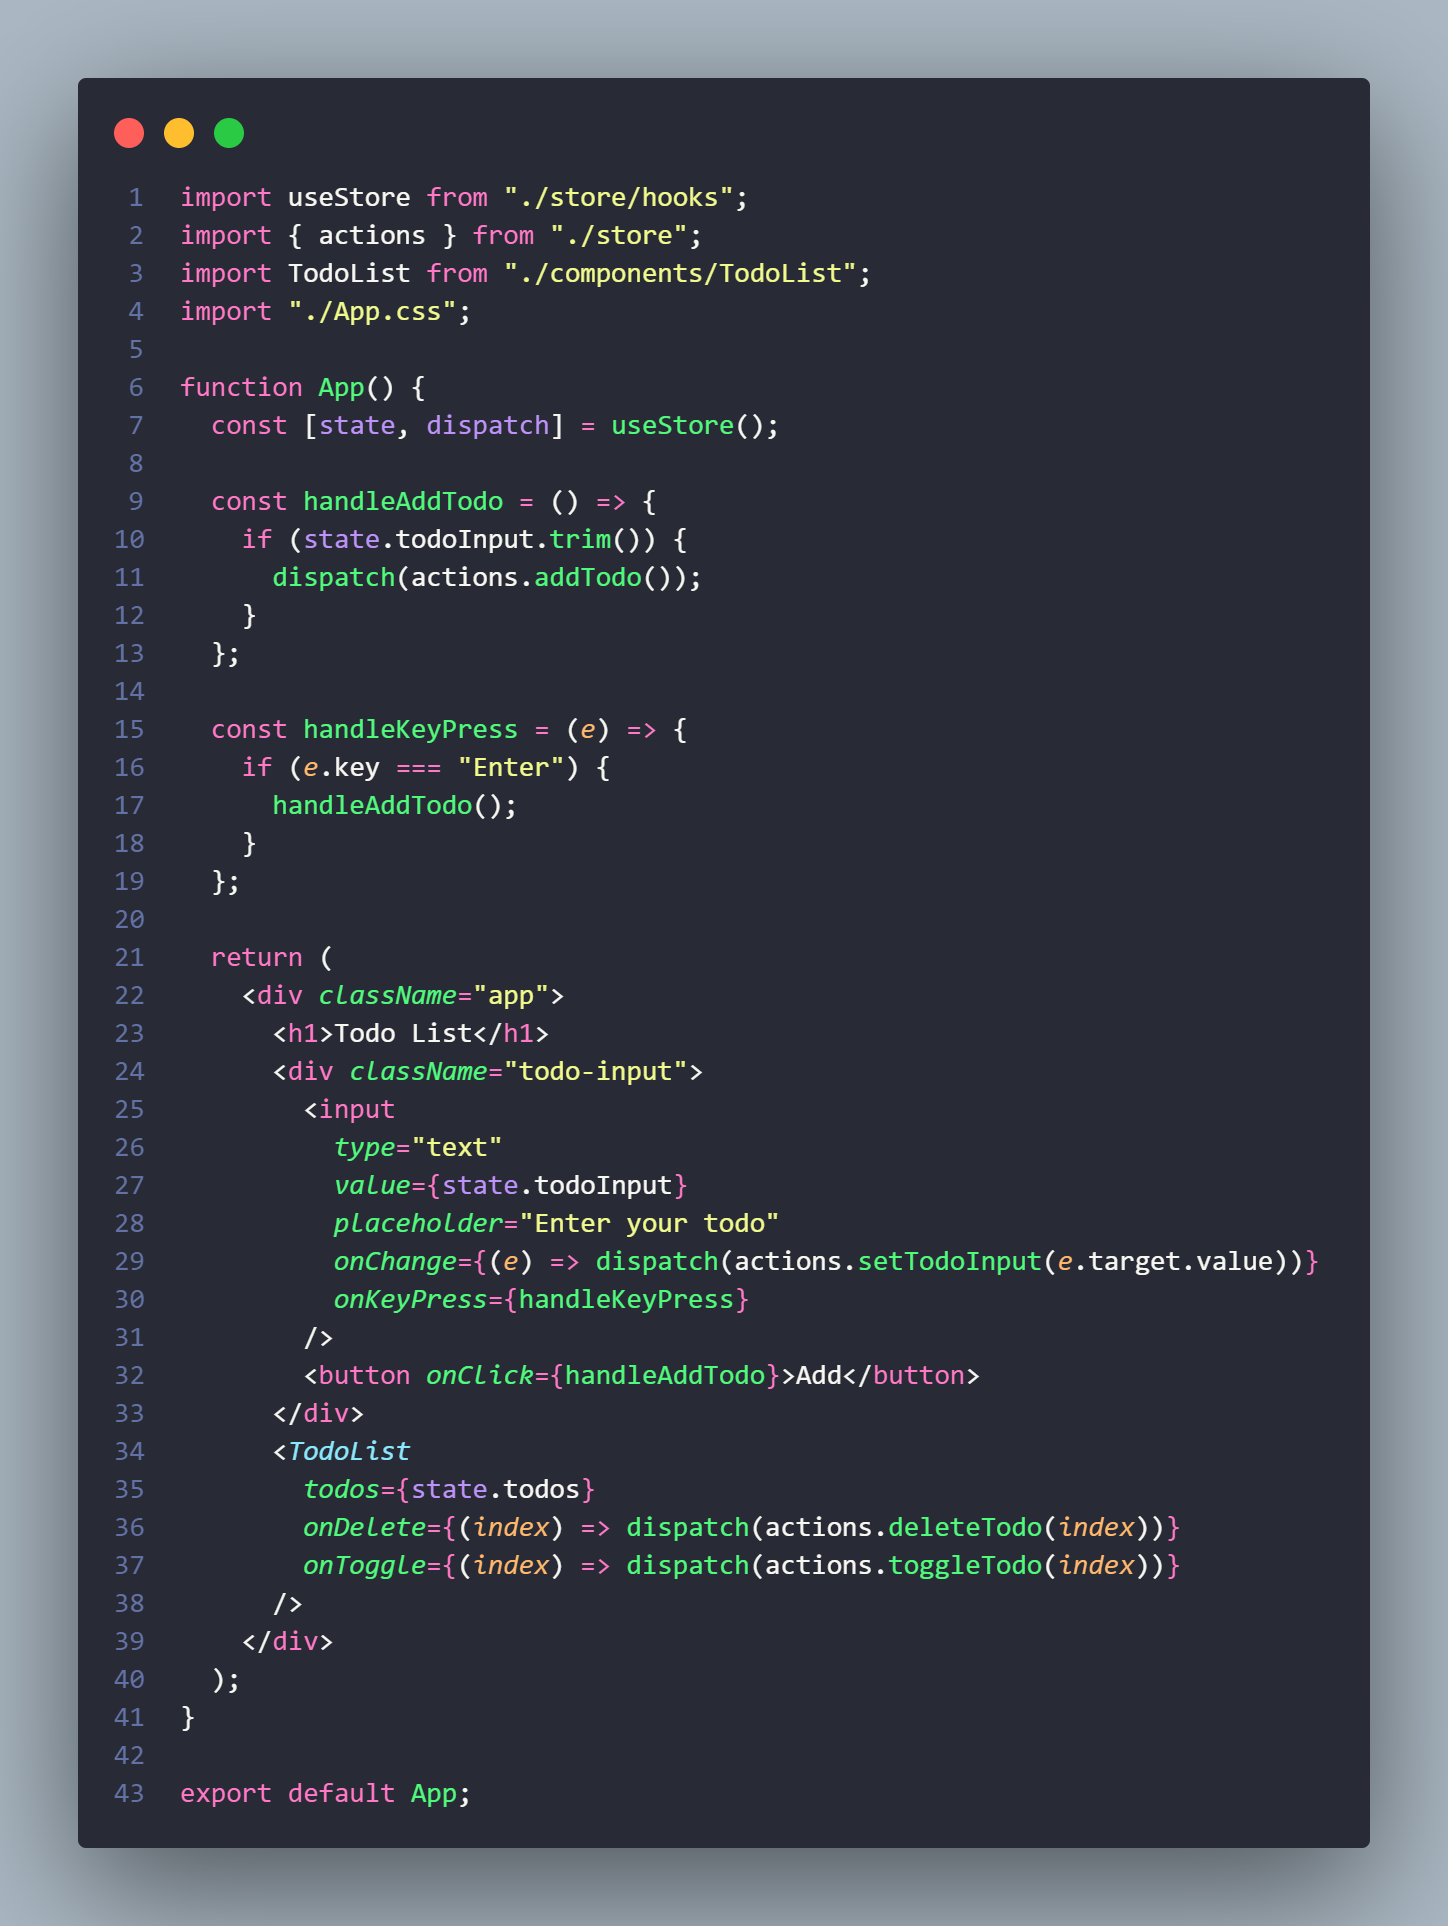 1 import useStore from "./store/hooks";
2 import { actions } from "./store";
3 import TodoList from "./components/TodoList";
4 import "./App.css";
5
6 function App() {
7   const [state, dispatch] = useStore();
8
9   const handleAddTodo = () => {
10     if (state.todoInput.trim()) {
11       dispatch(actions.addTodo());
12     }
13   };
14
15   const handleKeyPress = (e) => {
16     if (e.key === "Enter") {
17       handleAddTodo();
18     }
19   };
20
21   return (
22     <div className="app">
23       <h1>Todo List</h1>
24       <div className="todo-input">
25         <input
26           type="text"
27           value={state.todoInput}
28           placeholder="Enter your todo"
29           onChange={(e) => dispatch(actions.setTodoInput(e.target.value))}
30           onKeyPress={handleKeyPress}
31         />
32         <button onClick={handleAddTodo}>Add</button>
33       </div>
34       <TodoList
35         todos={state.todos}
36         onDelete={(index) => dispatch(actions.deleteTodo(index))}
37         onToggle={(index) => dispatch(actions.toggleTodo(index))}
38       />
39     </div>
40   );
41 }
42
43 export default App;